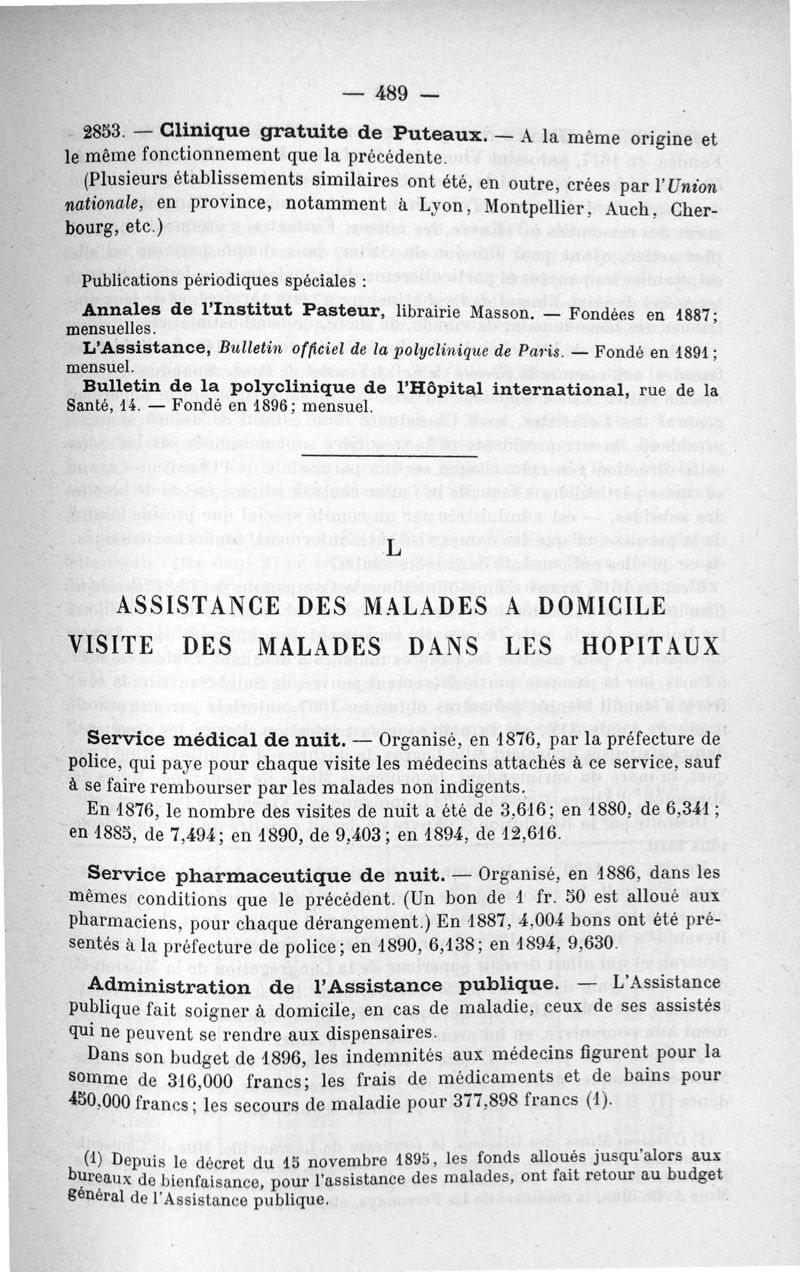 — 489 —
2853. — Clinique gratuite de Puteaux. — A la même origine et
le même fonctionnement que la précédente.
(Plusieurs établissements similaires ont été, en outre, crées par l'Union
nationale, en province, notamment à Lyon, Montpellier, Auch, Cher-
bourg, etc.)
Publications périodiques spéciales :
Annales de l'Institut Pasteur, librairie Masson. — Fondées en 1887;
mensuelles.
L'Assistance, Bulletin officiel de la polyclinique de Paris. — Fondé en 1891;
mensuel.
Bulletin de la polyclinique de l'Hôpital international, rue de la
Santé, 14. — Fondé en 1896; mensuel.
L
ASSISTANCE DES MALADES A DOMICILE
VISITE DES MALADES DANS LES HOPITAUX
Service médical de nuit. — Organisé, en 1876, par la préfecture de
police, qui paye pour chaque visite les médecins attachés à ce service, sauf
à se faire rembourser par les malades non indigents.
En 1876, le nombre des visites de nuit a été de 3,616; en 1880, de 6,341;
en 1885, de 7,494; en 1890, de 9,403; en 1894, de 12,616.
Service pharmaceutique de nuit. — Organisé, en 1886, dans les
mêmes conditions que le précédent. (Un bon de 1 fr. 50 est alloué aux
pharmaciens, pour chaque dérangement.) En 1887, 4,004 bons ont été pré-
sentés à la préfecture de police; en 1890, 6,138; en 1894, 9,630.
Administration de l'Assistance publique. — L'Assistance
publique fait soigner à domicile, en cas de maladie, ceux de ses assistés
qui ne peuvent se rendre aux dispensaires.
Dans son budget de 1896, les indemnités aux médecins figurent pour la
somme de 316,000 francs; les frais de médicaments et de bains pour
450,000 francs; les secours de maladie pour 377,898 francs (1).
(1) Depuis le décret du 15 novembre 1895, les fonds alloués jusqu'alors aux
bureaux de bienfaisance, pour l'assistance des malades, ont fait retour au budget
général de l'Assistance publique.